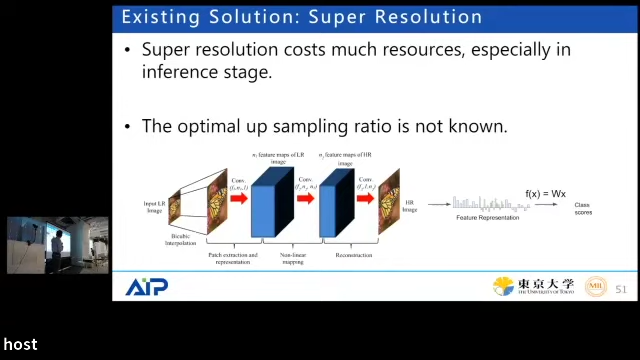 Existing Solution: Super Resolution
• Super resolution costs much resources, especially in
inference stage.
• The optimal up sampling ratio is not known.
n₁ feature maps of LR
image
n₂ feature maps of HR
image
Input LR
Image
Conv.
Conv.
Conv.
HR
Image
f(x) = Wx
Feature Representation
Class
scores
Bicubic
Interpolation
Patch extraction and
representation
Non-linear
mapping
Reconstruction
AIP
東京大学
THE UNIVERSITY OF TOKYO
MIL
51
host